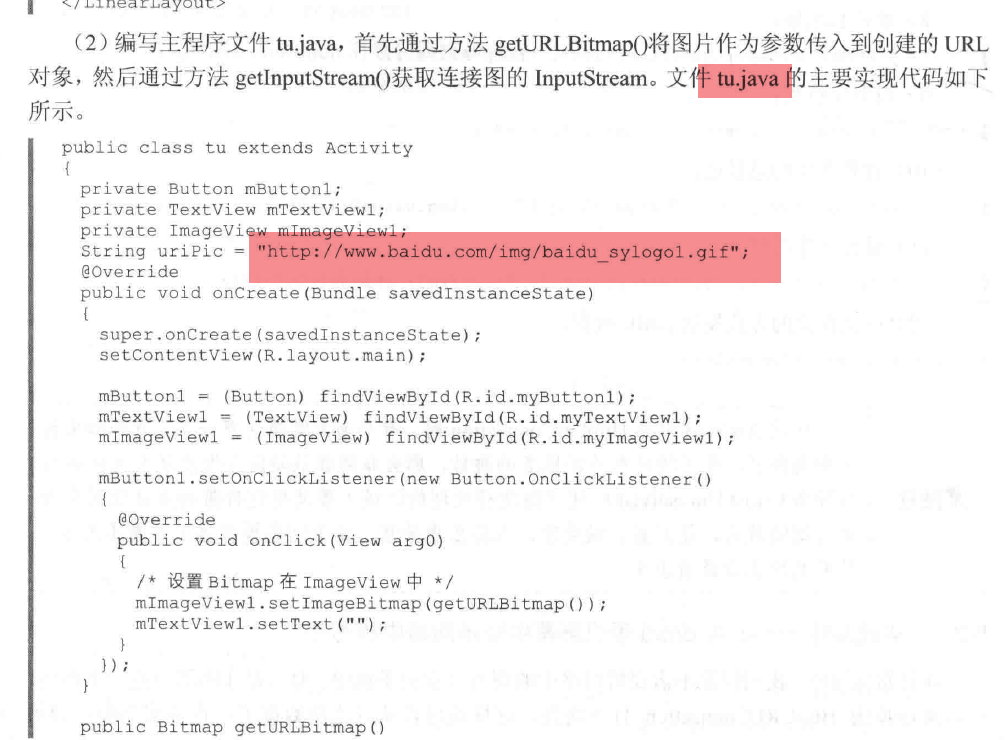 </LinearLayout>
（2）编写主程序文件 tu.java，首先通过方法 getURLBitmap()将图片作为参数传入到创建的 URL
对象，然后通过方法 getInputStream()获取连接图的 InputStream。文件 tu.java 的主要实现代码如下
所示。
public class tu extends Activity
{
private Button mButton1;
private TextView mTextView1;
private ImageView mImageView1;
String uriPic = "http://www.baidu.com/img/baidu_sylogo1.gif";
@Override
public void onCreate(Bundle savedInstanceState)
{
super.onCreate(savedInstanceState);
setContentView(R.layout.main);
mButton1 = (Button) findViewById(R.id.myButton1);
mTextView1 = (TextView) findViewById(R.id.myTextView1);
mImageView1 = (ImageView) findViewById(R.id.myImageView1);
mButton1.setOnClickListener(new Button.OnClickListener()
{
@Override
public void onClick(View arg0)
{
/* 设置 Bitmap 在 ImageView 中 */
mImageView1.setImageBitmap(getURLBitmap());
mTextView1.setText("");
}
});
}
public Bitmap getURLBitmap()